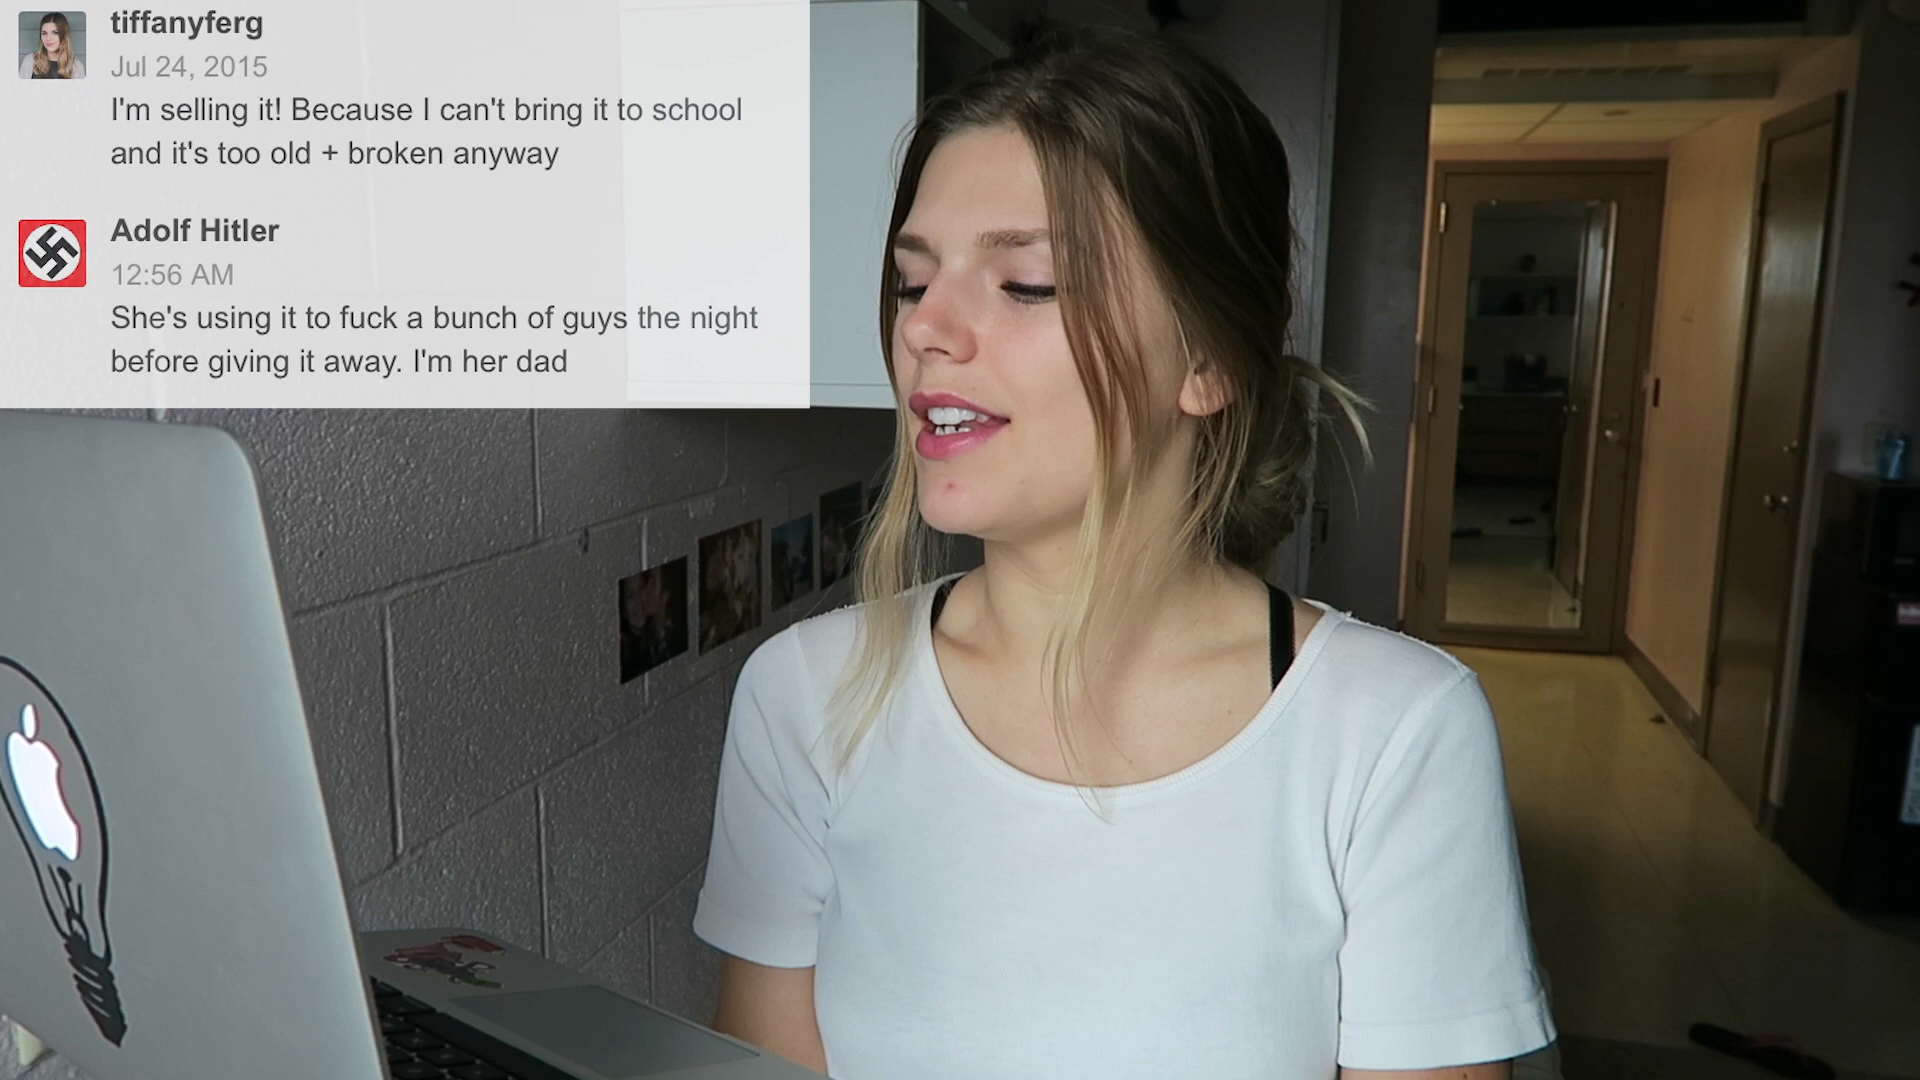 tiffanyferg
Jul 24, 2015
I'm selling it! Because I can't bring it to school
and it's too old + broken anyway
Adolf Hitler
12:56 AM
She's using it to fuck a bunch of guys the night
before giving it away. I'm her dad